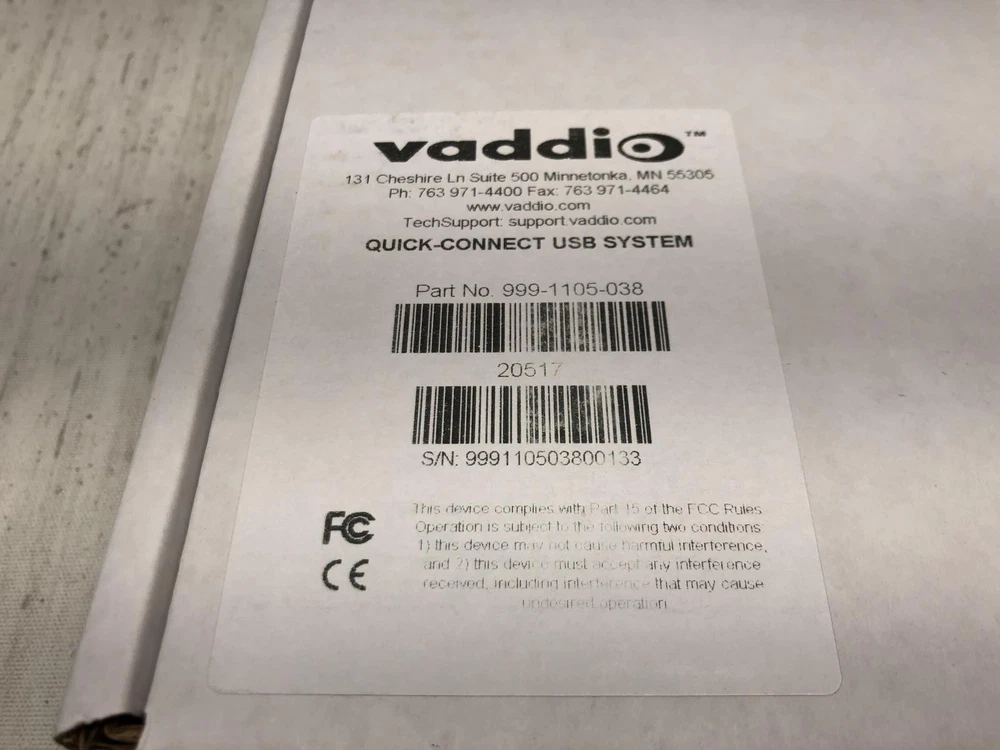 vaddio™
131 Cheshire Ln Suite 500 Minnetonka, MN 55305
Ph: 763 971-4400 Fax: 763 971-4464
www.vaddio.com
TechSupport: support.vaddio.com
QUICK-CONNECT USB SYSTEM
Part No. 999-1105-038
20517
S/N: 999110503800133
FC
CE
This device complies with Part 15 of the FCC Rules
Operation is subject to the following two conditions:
1) this device may not cause harmful interference,
and 2) this device must accept any interference
received, including interference that may cause
undesired operation